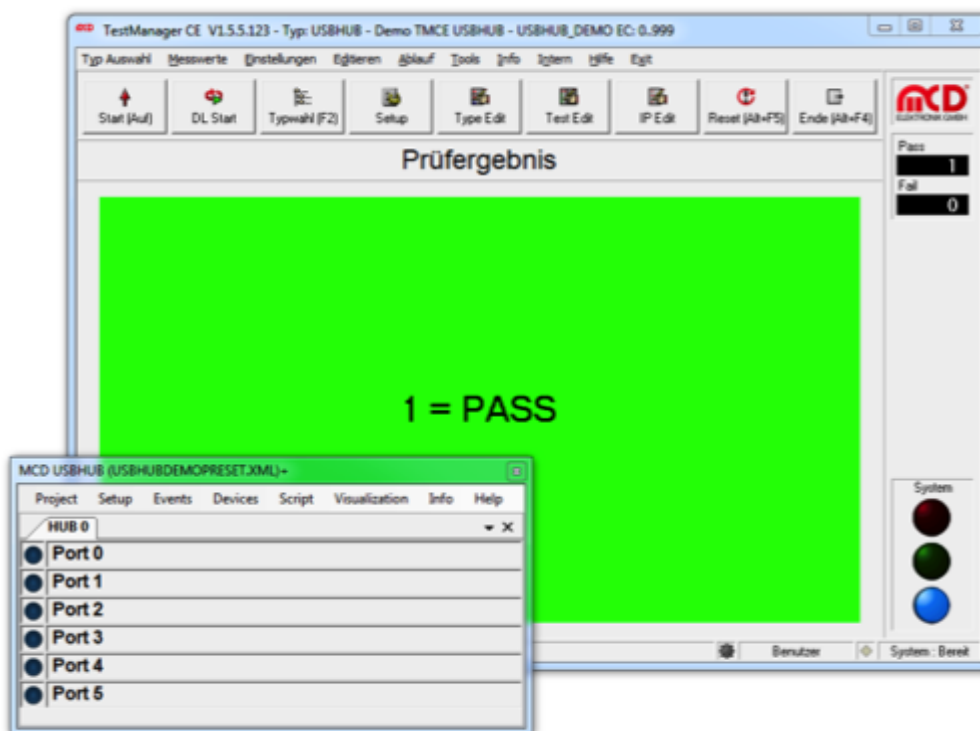 mcd TestManager CE V1.5.5.123 - Typ: USBHUB - Demo TMCE USBHUB - USBHUB_DEMO EC: 0..999
Typ Auswahl Messwerte Einstellungen Editieren Ablauf Tools Info Intern Hilfe Exit
Start (Auf) DL Start Typwahl (F2) Setup Type Edit Test Edit IP Edit Reset (Alt+F5) Ende (Alt+F4)
MCD
ELEKTRONIK GMBH
Prüfergebnis
Pass
1
Fail
0
1 = PASS
System
Benutzer System : Bereit
MCD USBHUB (USBHUBDEMOPRESET.XML)+
Project Setup Events Devices Script Visualization Info Help
HUB 0
Port 0
Port 1
Port 2
Port 3
Port 4
Port 5